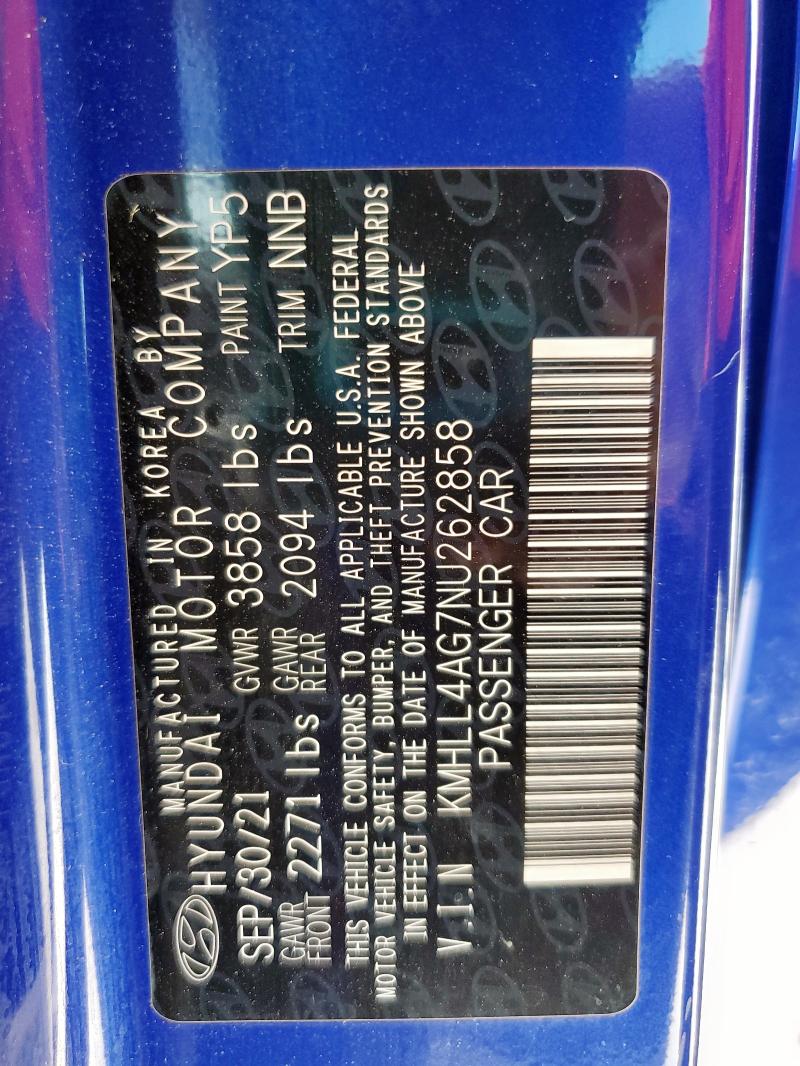 MANUFACTURED IN KOREA BY
HYUNDAI MOTOR COMPANY
SEP/30/21 GVWR 3858 lbs PAINT YP5
GAWR FRONT 2271 lbs GAWR REAR 2094 lbs TRIM NNB
THIS VEHICLE CONFORMS TO ALL APPLICABLE U.S.A. FEDERAL
MOTOR VEHICLE SAFETY, BUMPER, AND THEFT PREVENTION STANDARDS
IN EFFECT ON THE DATE OF MANUFACTURE SHOWN ABOVE
V.I.N KMHLL4AG7NU262858
PASSENGER CAR